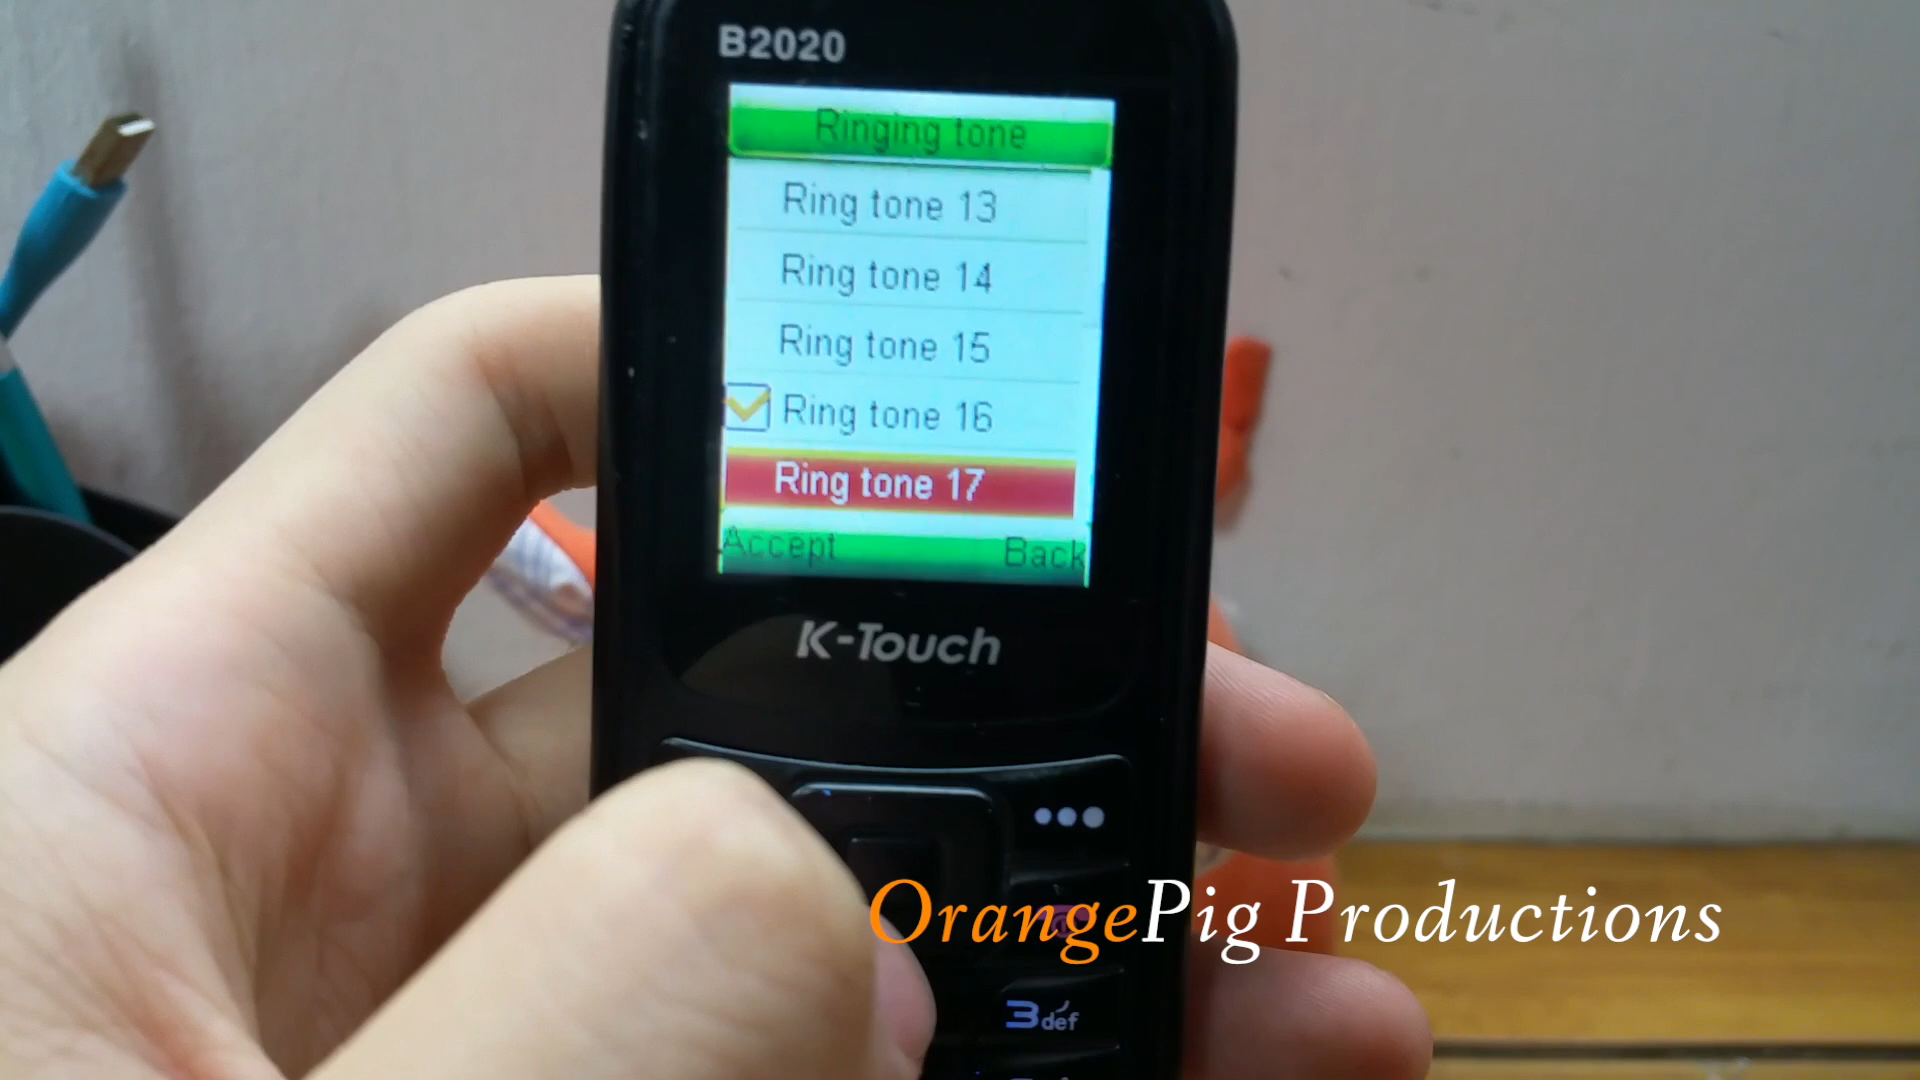 B2020
Ringing tone
Ring tone 13
Ring tone 14
Ring tone 15
Ring tone 16
Ring tone 17
Accept Back
K-Touch
OrangePig Productions
3def